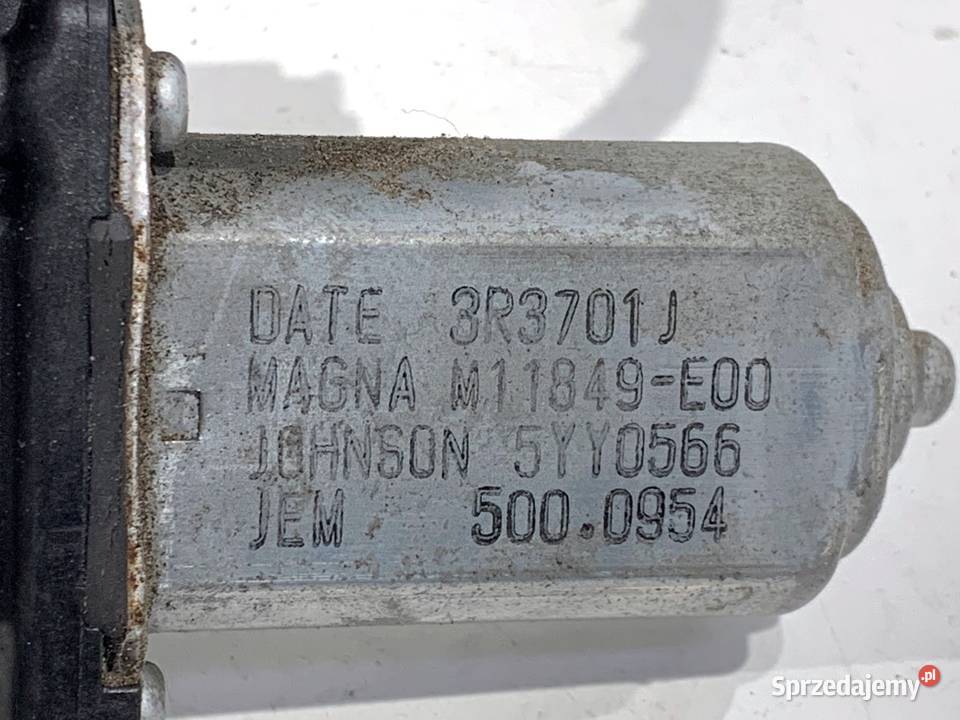 DATE 3R3701J
MAGNA M11849-E00
JOHNSON 5YY0566
JEM 500.0954
Sprzedajemy.pl